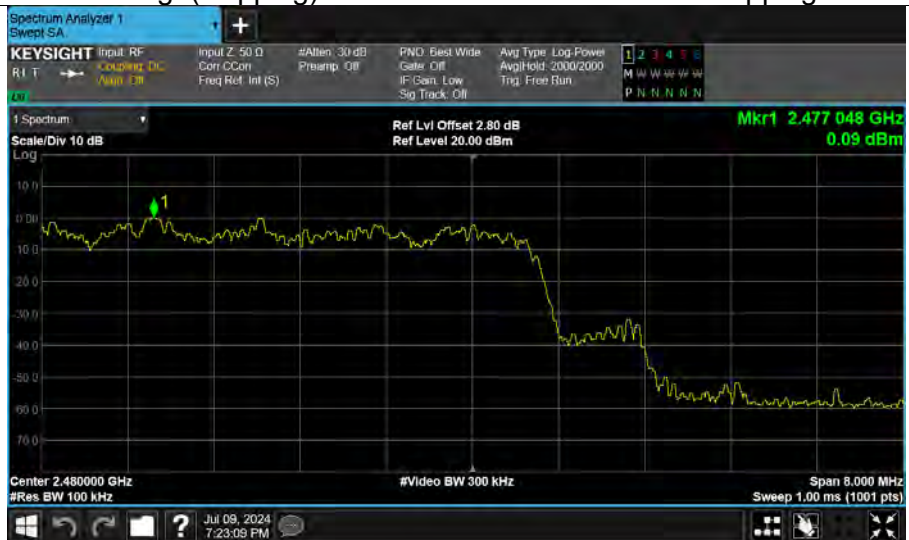 Spectrum Analyzer 1
Swept SA
+
KEYSIGHT Input: RF Input Z: 50 Ω #Atten: 30 dB PNO: Best Wide Avg Type: Log-Power 1 2 3 4 5 6
RLT Coupling: DC Corr CCorr Preamp: Off Gate: Off Avg|Hold: 2000/2000 M W W W W W
Align: Off Freq Ref: Int (S) IF Gain: Low Trig: Free Run
Sig Track: Off P N N N N N
1 Spectrum
Ref Lvl Offset 2.80 dB Mkr1 2.477 048 GHz
Scale/Div 10 dB Ref Level 20.00 dBm 0.09 dBm
Log
10.0
1
0.00
-10.0
-20.0
-30.0
-40.0
-50.0
-60.0
-70.0
Center 2.480000 GHz #Video BW 300 kHz Span 8.000 MHz
#Res BW 100 kHz Sweep 1.00 ms (1001 pts)
? Jul 09, 2024
7:23:09 PM